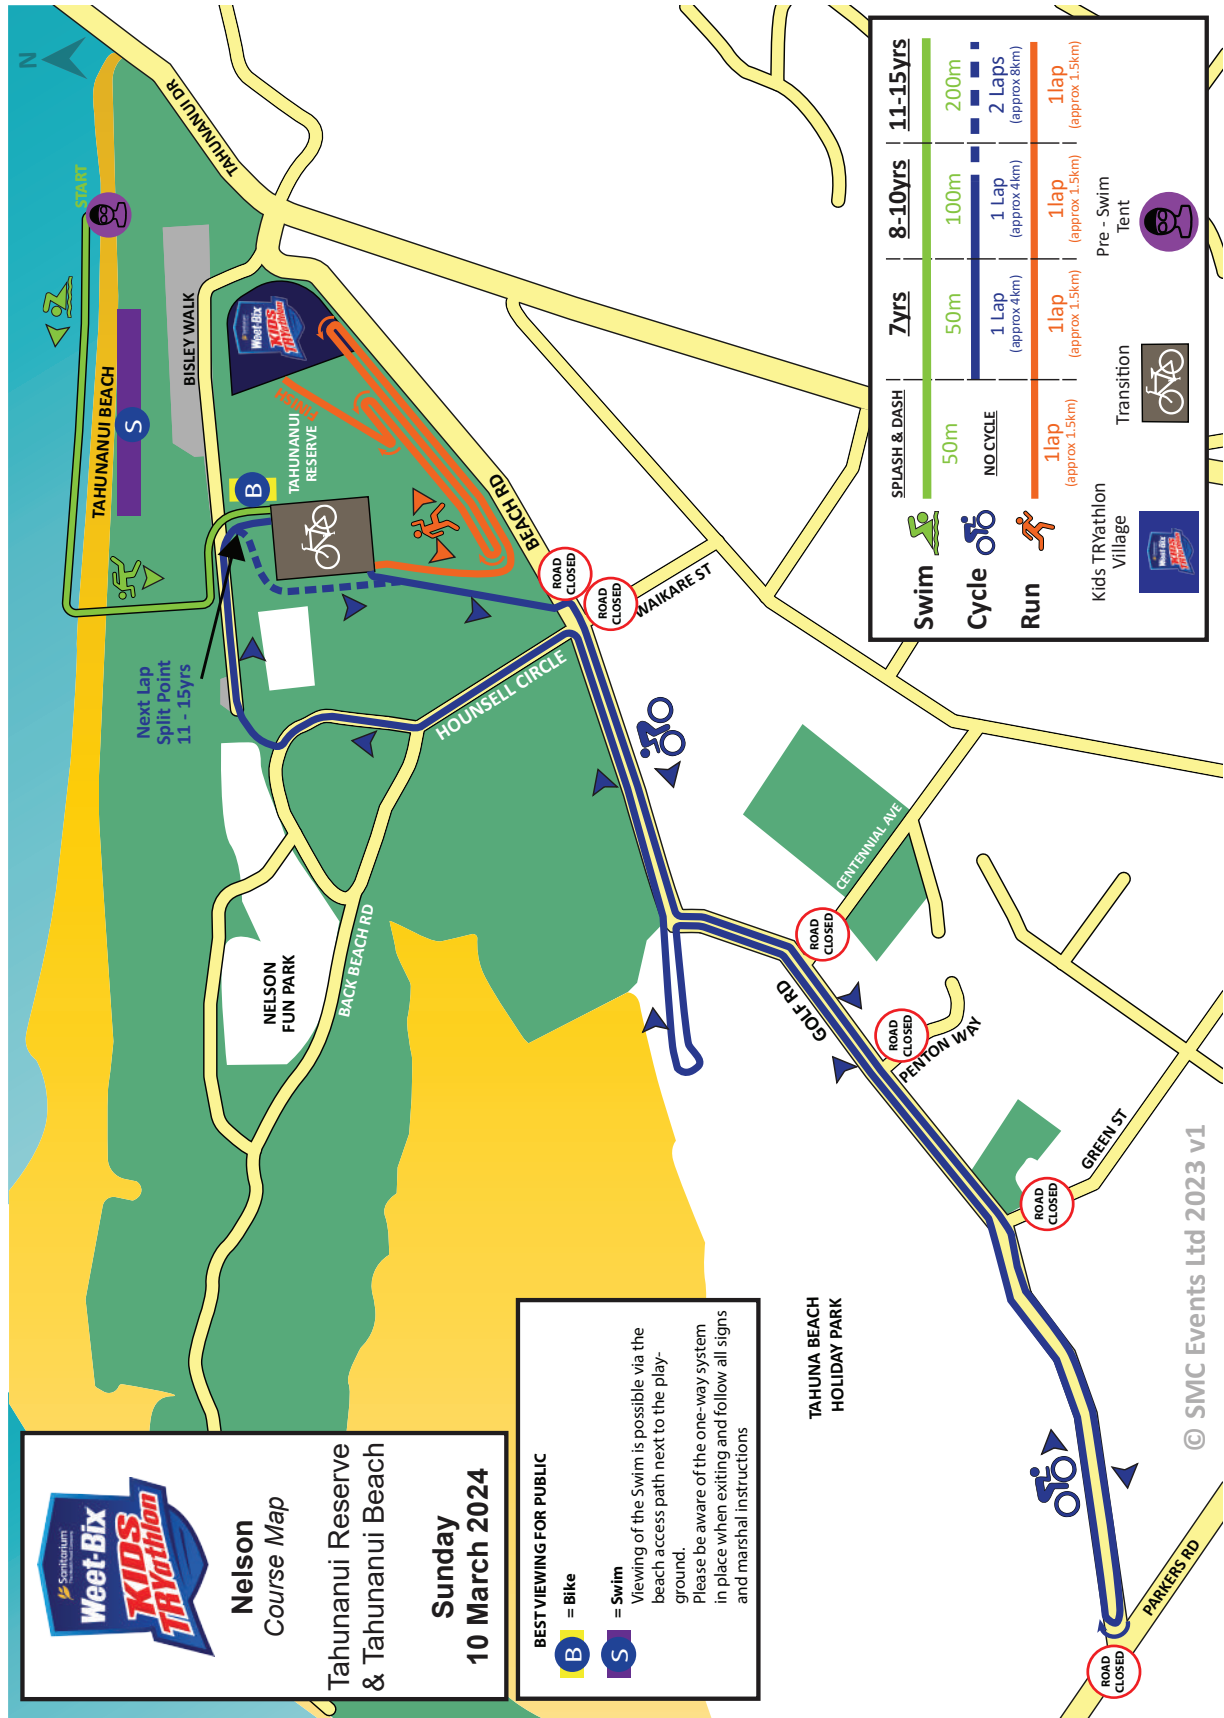 Sanitarium
Weet-Bix
KIDS
TRYathlon
Nelson
Course Map
Tahunanui Reserve
& Tahunanui Beach
Sunday
10 March 2024
BEST VIEWING FOR PUBLIC
B = Bike
S = Swim
Viewing of the Swim is possible via the
beach access path next to the play-
ground.
Please be aware of the one-way system
in place when exiting and follow all signs
and marshal instructions
N
START
TAHUNANUI DR
TAHUNANUI BEACH
S
BISLEY WALK
Weet-Bix
KIDS
TRYathlon
FINISH
TAHUNANUI
RESERVE
B
BEACH RD
Next Lap
Split Point
11 - 15yrs
ROAD
CLOSED
ROAD
CLOSED
WAIKARE ST
HOUNSELL CIRCLE
NELSON
FUN PARK
BACK BEACH RD
CENTENNIAL AVE
ROAD
CLOSED
GOLF RD
ROAD
CLOSED
PENTON WAY
GREEN ST
ROAD
CLOSED
TAHUNA BEACH
HOLIDAY PARK
PARKERS RD
ROAD
CLOSED
SPLASH & DASH 7yrs 8-10yrs 11-15yrs
Swim
50m 50m 100m 200m
Cycle
NO CYCLE 1 Lap 1 Lap 2 Laps
(approx 4km) (approx 4km) (approx 8km)
Run
1lap 1lap 1lap 1lap
(approx 1.5km) (approx 1.5km) (approx 1.5km) (approx 1.5km)
Kids TRYathlon
Village
Weet-Bix
KIDS
TRYathlon
Transition
Pre - Swim
Tent
© SMC Events Ltd 2023 v1